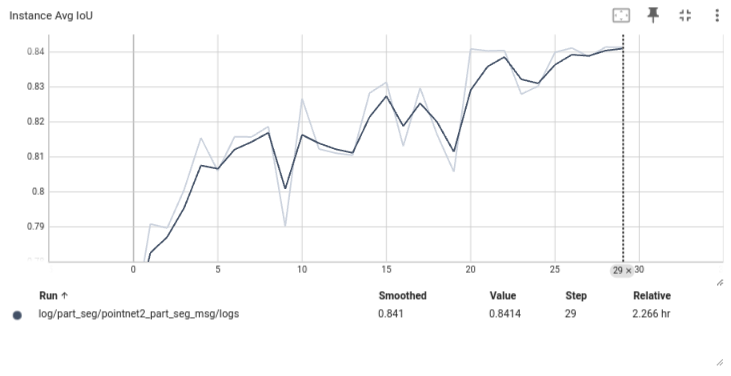 Instance Avg IoU
0.84
0.83
0.82
0.81
0.8
0.79
0 5 10 15 20 25 29 × 30
Run ↑ Smoothed Value Step Relative
log/part_seg/pointnet2_part_seg_msg/logs 0.841 0.8414 29 2.266 hr